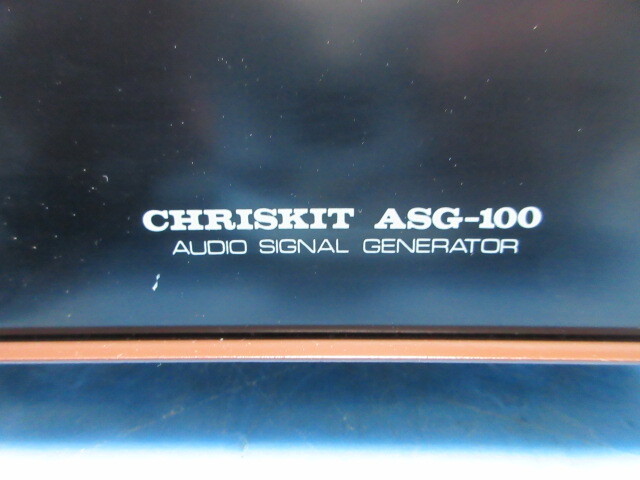 CHRISKIT ASG-100
AUDIO SIGNAL GENERATOR